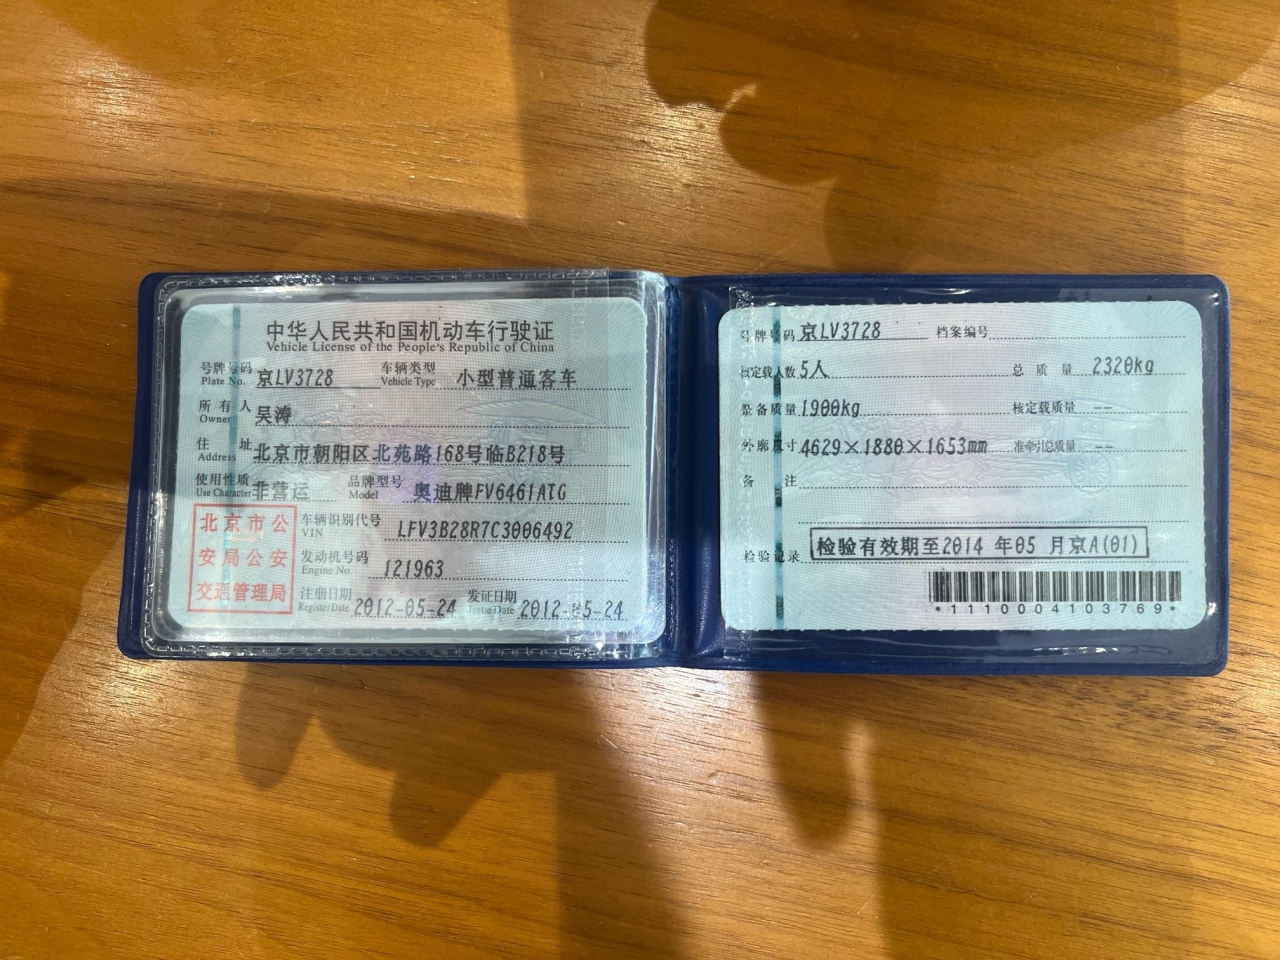 中华人民共和国机动车行驶证
Vehicle License of the People's Republic of China
号牌号码 京LV3728 车辆类型 小型普通客车
Plate No. Vehicle Type
所有人 吴涛
Owner
住址 北京市朝阳区北苑路168号临B218号
Address
使用性质 非营运 品牌型号 奥迪牌FV6461ATG
Use Character Model
北京市公
安局公安
交通管理局
车辆识别代号 LFV3B28R7C3006492
VIN
发动机号码 121963
Engine No.
注册日期 2012-05-24 发证日期 2012-05-24
Register Date Issue Date
号牌号码 京LV3728 档案编号
核定载人数 5人 总质量 2320kg
整备质量 1900kg 核定载质量 --
外廓尺寸 4629×1880×1653mm 准牵引总质量 --
备注
检验记录 检验有效期至2014 年05 月京A(01)
*1110004103769*